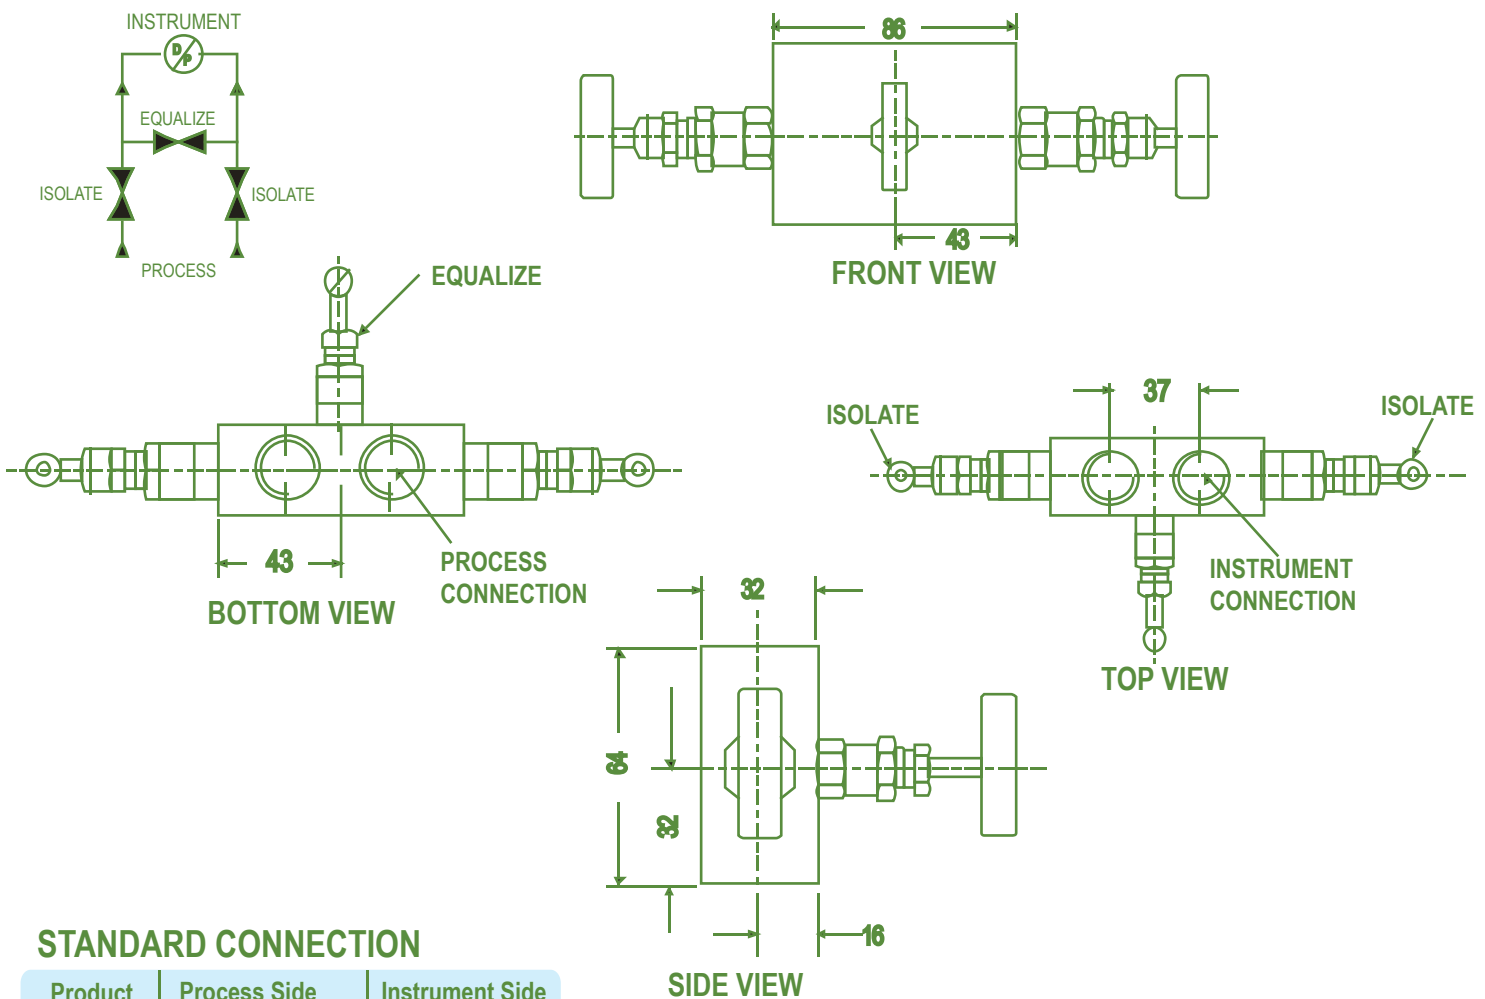 INSTRUMENT
D/P
EQUALIZE
ISOLATE
ISOLATE
PROCESS
86
43
FRONT VIEW
EQUALIZE
43
PROCESS
CONNECTION
BOTTOM VIEW
37
ISOLATE
ISOLATE
INSTRUMENT
CONNECTION
TOP VIEW
32
64
32
16
SIDE VIEW
STANDARD CONNECTION
Product
Process Side
Instrument Side